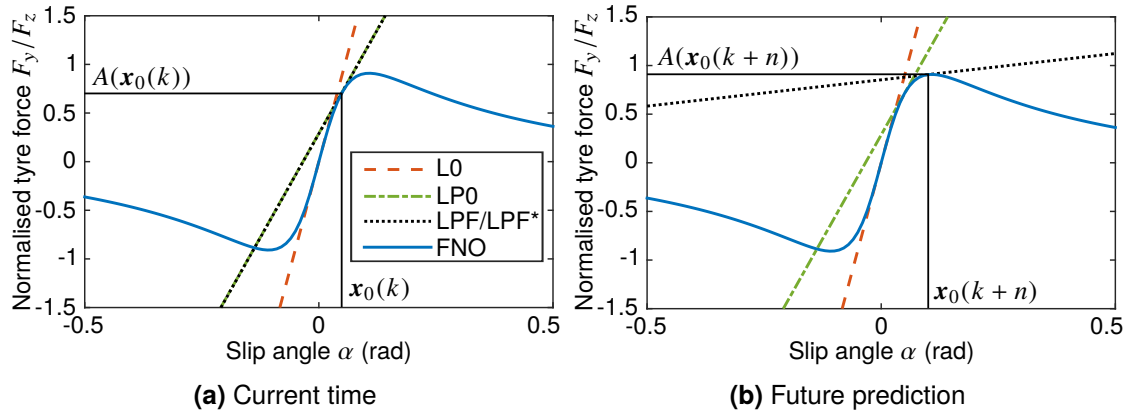 Normalised tyre force F_y/F_z
1.5
1
0.5
0
-0.5
-1
-1.5
A(x_0(k))
L0
LP0
LPF/LPF*
FNO
x_0(k)
-0.5
0
0.5
Slip angle α (rad)
(a) Current time
Normalised tyre force F_y/F_z
1.5
1
0.5
0
-0.5
-1
-1.5
A(x_0(k + n))
x_0(k + n)
-0.5
0
0.5
Slip angle α (rad)
(b) Future prediction